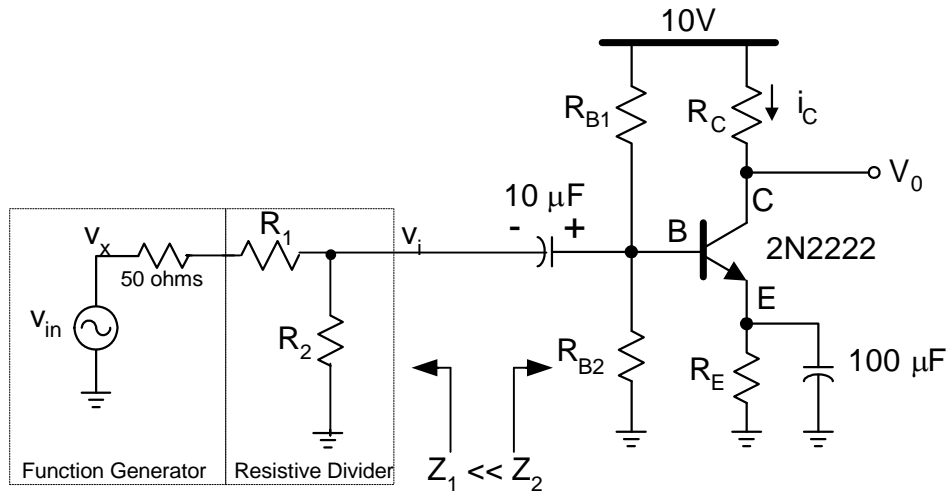 10V
R_B1
R_C
i_C
V_0
10 μF
C
- +
B
2N2222
v_x
R_1
v_i
50 ohms
E
v_in
R_2
R_B2
R_E
100 μF
Z_1 << Z_2
Function Generator
Resistive Divider